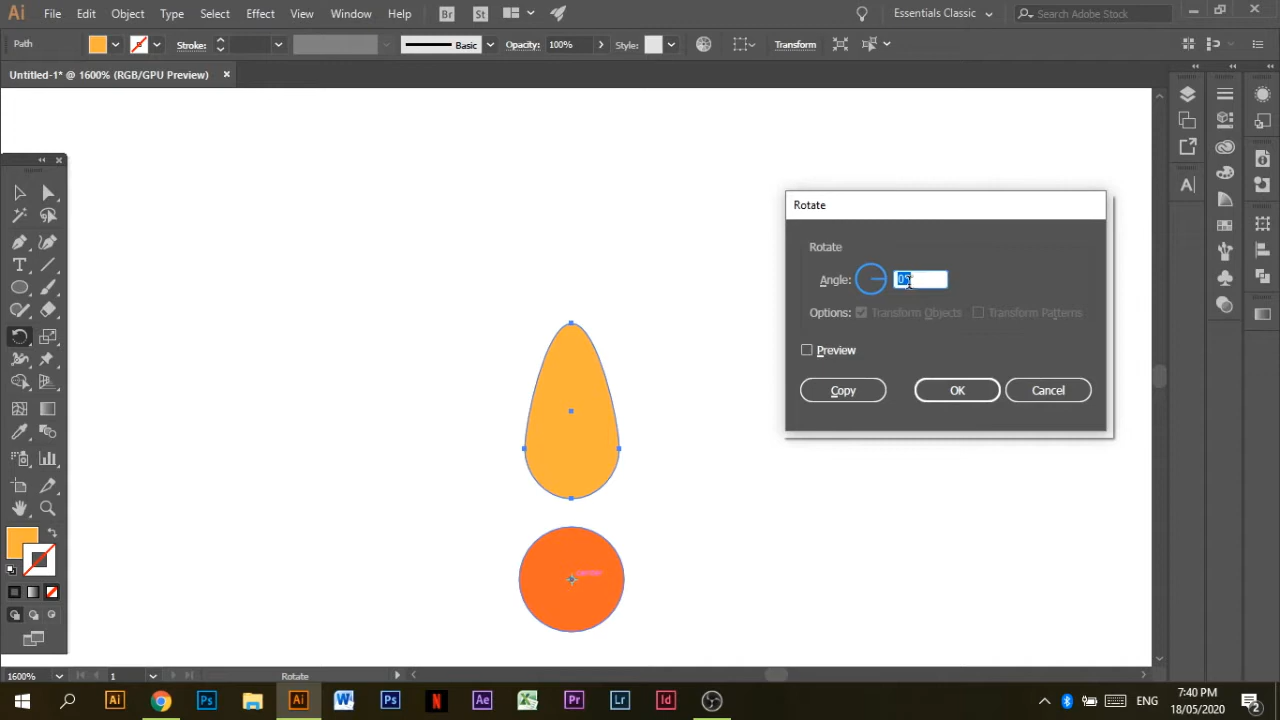 Ai File Edit Object Type Select Effect View Window Help Br St Essentials Classic Search Adobe Stock
Path Stroke: Basic Opacity: 100% Style: Transform
Untitled-1* @ 1600% (RGB/GPU Preview) ×
Rotate
Rotate
Angle: 0°
Options: Transform Objects Transform Patterns
Preview
Copy OK Cancel
1600% 1 Rotate
Ai Ps Ai W Ps N Ae Pr Lr Id ENG 7:40 PM
18/05/2020 2